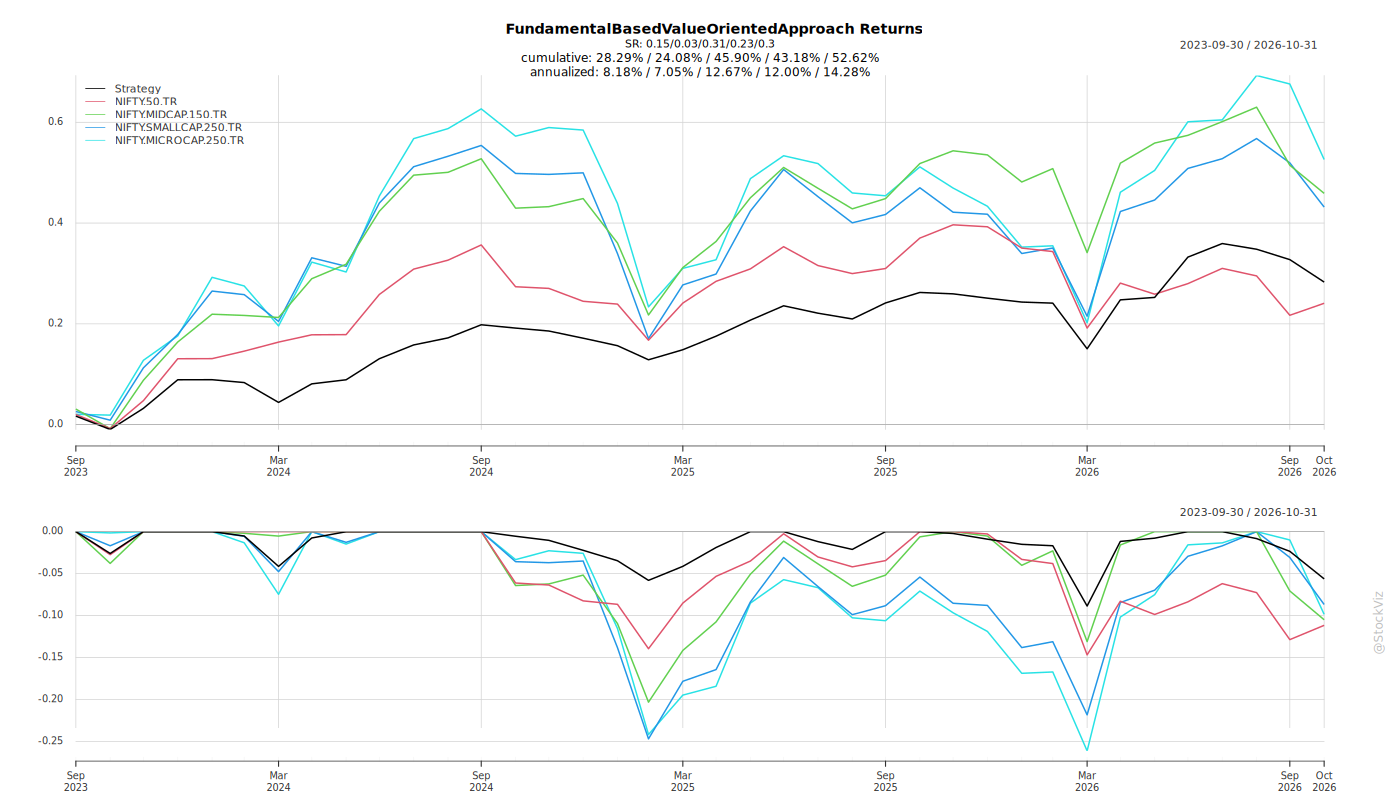 FundamentalBasedValueOrientedApproach Returns
SR: 0.15/0.03/0.31/0.23/0.3
2023-09-30 / 2026-10-31
cumulative: 28.29% / 24.08% / 45.90% / 43.18% / 52.62%
annualized: 8.18% / 7.05% / 12.67% / 12.00% / 14.28%
Strategy
NIFTY.50.TR
NIFTY.MIDCAP.150.TR
NIFTY.SMALLCAP.250.TR
NIFTY.MICROCAP.250.TR
0.6
0.4
0.2
0.0
Sep Mar Sep Mar Sep Mar Sep Oct
2023 2024 2024 2025 2025 2026 2026 2026
2023-09-30 / 2026-10-31
0.00
-0.05
-0.10
-0.15
-0.20
-0.25
Sep Mar Sep Mar Sep Mar Sep Oct
2023 2024 2024 2025 2025 2026 2026 2026
@StockViz